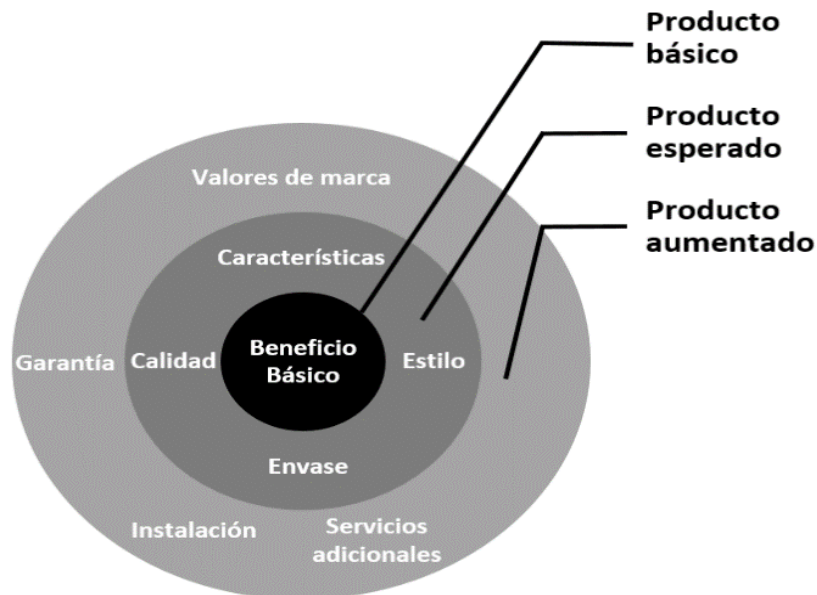 Producto
básico
Producto
esperado
Producto
aumentado
Valores de marca
Características
Garantía
Calidad
Beneficio
Básico
Estilo
Envase
Instalación
Servicios
adicionales